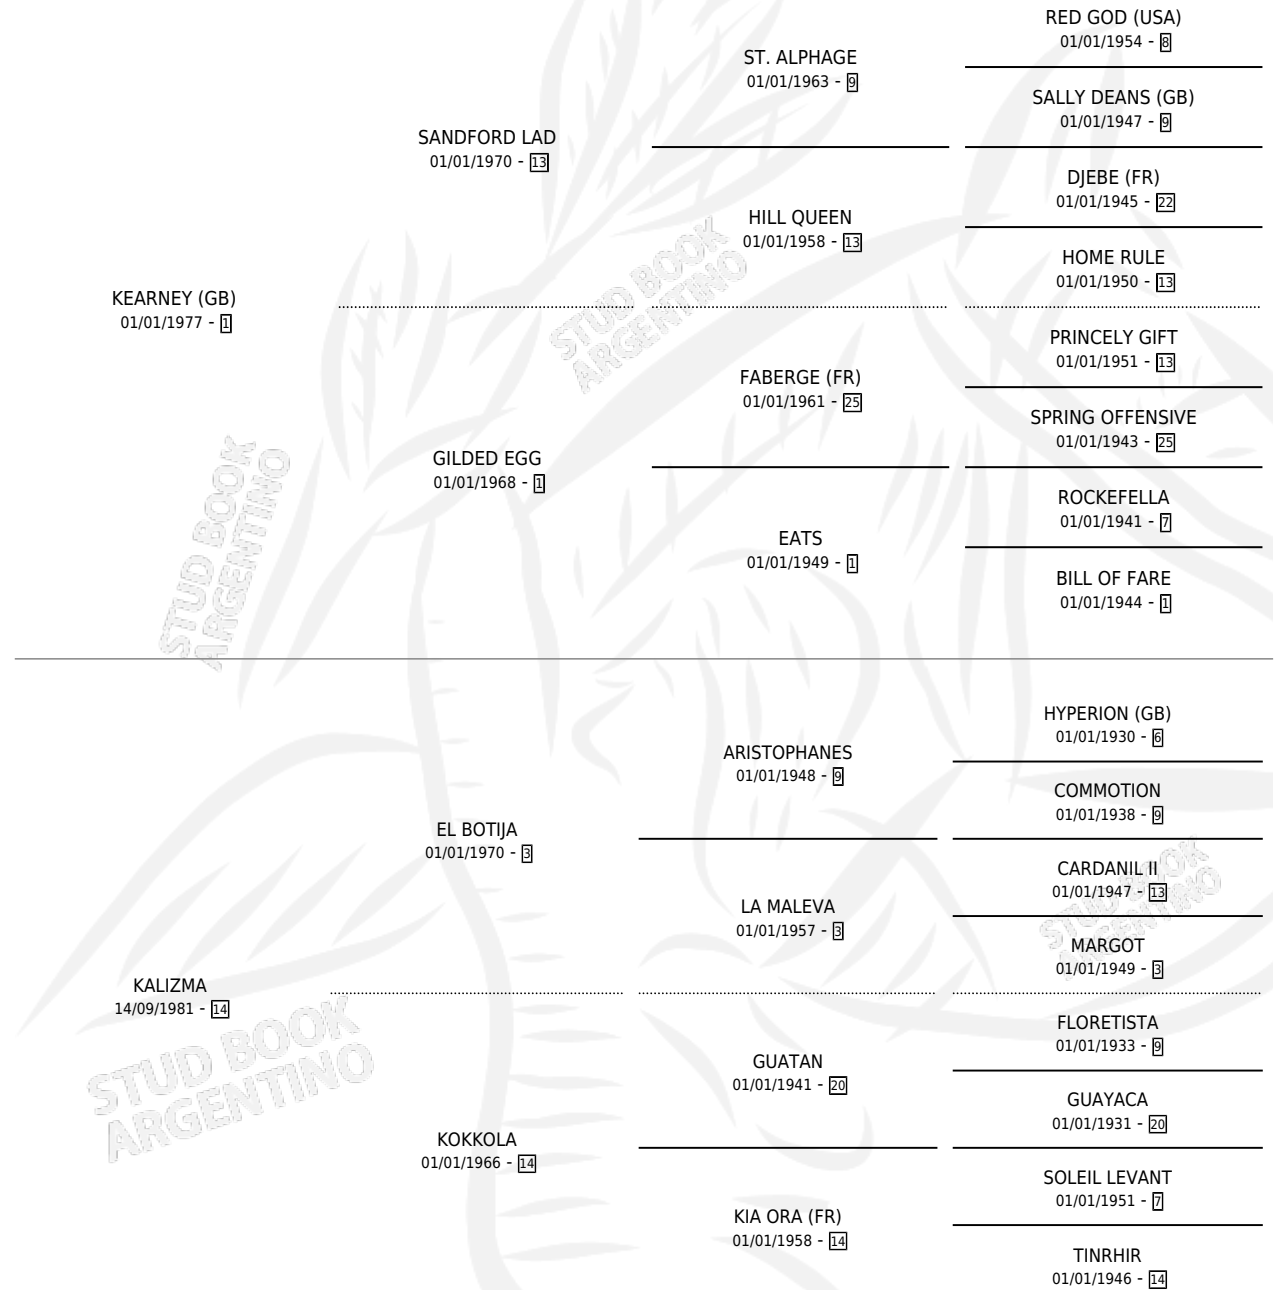 RED GOD (USA)
01/01/1954 - 8
ST. ALPHAGE
01/01/1963 - 9
SALLY DEANS (GB)
01/01/1947 - 9
SANDFORD LAD
01/01/1970 - 13
DJEBE (FR)
01/01/1945 - 22
HILL QUEEN
01/01/1958 - 13
HOME RULE
01/01/1950 - 13
KEARNEY (GB)
01/01/1977 - 1
PRINCELY GIFT
01/01/1951 - 13
FABERGE (FR)
01/01/1961 - 25
SPRING OFFENSIVE
01/01/1943 - 25
GILDED EGG
01/01/1968 - 1
ROCKEFELLA
01/01/1941 - 7
EATS
01/01/1949 - 1
BILL OF FARE
01/01/1944 - 1
HYPERION (GB)
01/01/1930 - 6
ARISTOPHANES
01/01/1948 - 9
COMMOTION
01/01/1938 - 9
EL BOTIJA
01/01/1970 - 3
CARDANIL II
01/01/1947 - 13
LA MALEVA
01/01/1957 - 3
MARGOT
01/01/1949 - 3
KALIZMA
14/09/1981 - 14
FLORETISTA
01/01/1933 - 9
GUATAN
01/01/1941 - 20
GUAYACA
01/01/1931 - 20
KOKKOLA
01/01/1966 - 14
SOLEIL LEVANT
01/01/1951 - 7
KIA ORA (FR)
01/01/1958 - 14
TINRHIR
01/01/1946 - 14
STUD BOOK
ARGENTINO
STUD BOOK
ARGENTINO
STUD BOOK
ARGENTINO
STUD BOOK
ARGENTINO